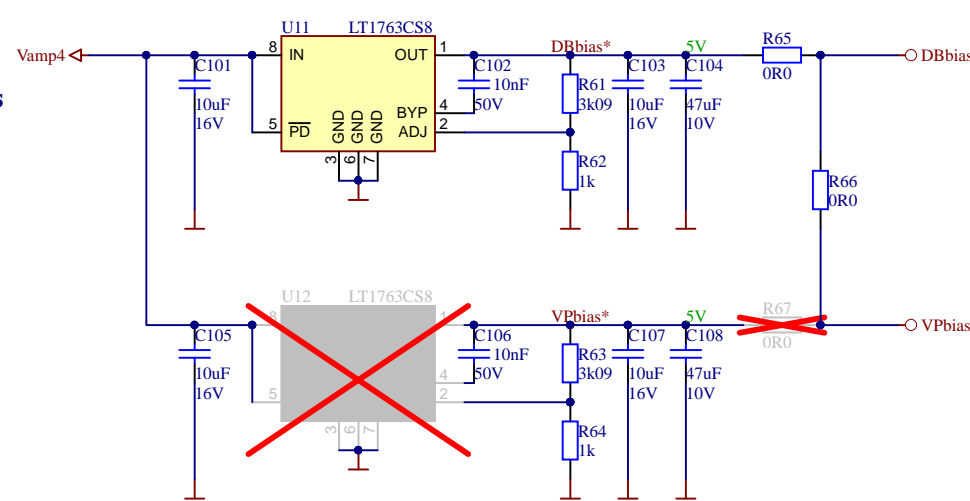 U11 LT1763CS8
Vamp4
8 IN OUT 1
DBbias*
5V
R65
0R0
DBbias
C101
10uF
16V
C102
10nF
50V
R61
3k09
C103
10uF
16V
C104
47uF
10V
BYP 4
5 PD ADJ 2
GND GND GND
3 6 7
R62
1k
R66
0R0
s
U12 LT1763CS8
8 1
VPbias*
5V
R67
0R0
VPbias
C105
10uF
16V
C106
10nF
50V
R63
3k09
C107
10uF
16V
C108
47uF
10V
4
5 2
3 6 7
R64
1k